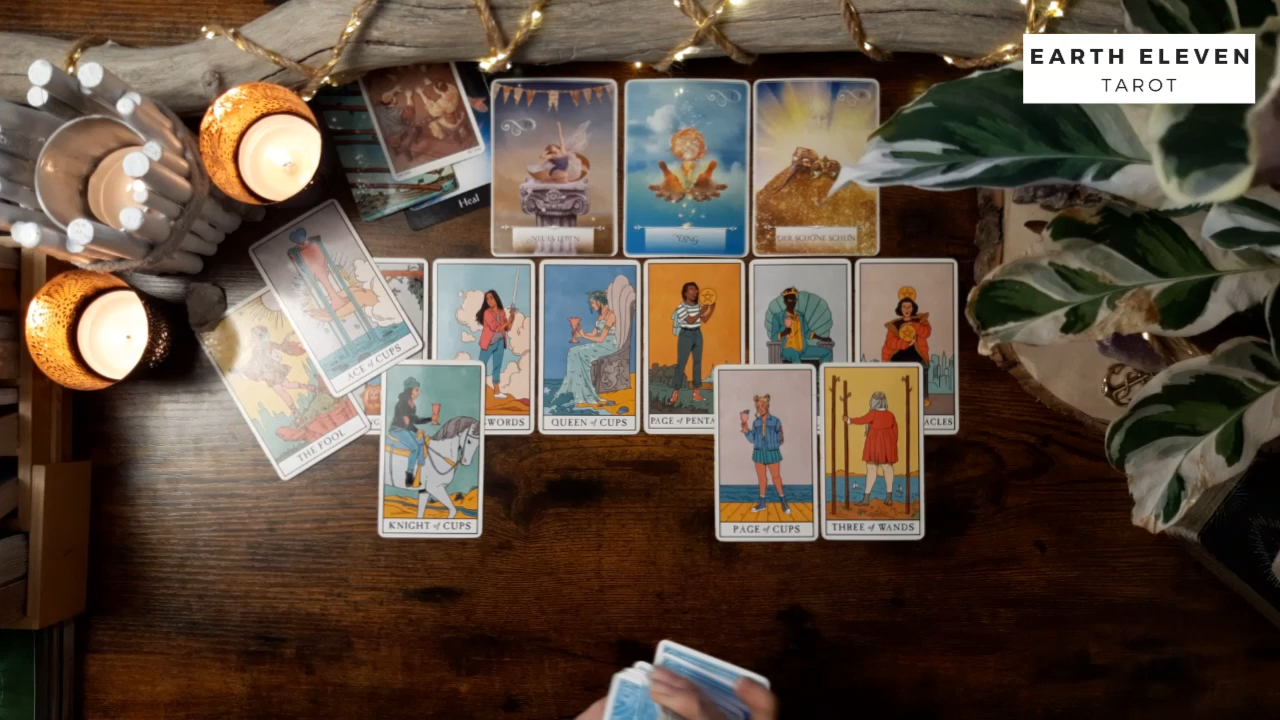 EARTH ELEVEN
TAROT
Heal
YANG
DER SCHÖNE SCHEIN
ACE of CUPS
THE FOOL
WORDS
QUEEN of CUPS
PAGE of PENTA
ACLES
KNIGHT of CUPS
PAGE of CUPS
THREE of WANDS